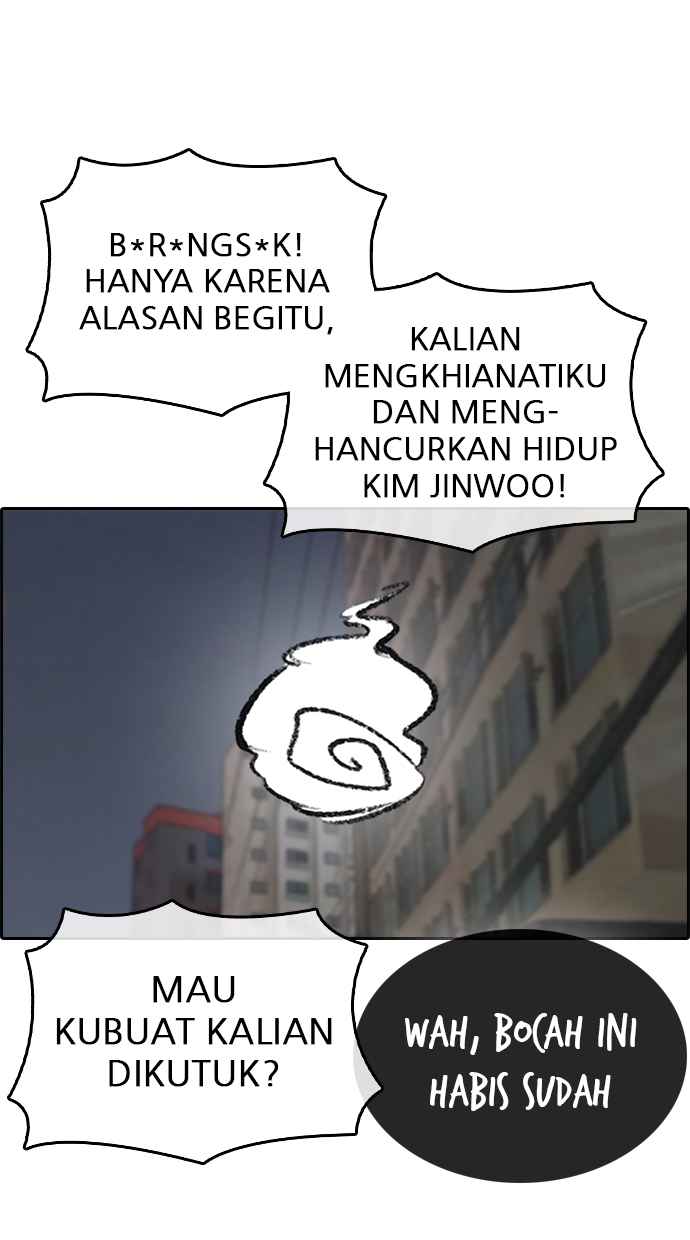 B*R*NGS*K!
HANYA KARENA
ALASAN BEGITU,
KALIAN
MENGKHIANATIKU
DAN MENG-
HANCURKAN HIDUP
KIM JINWOO!
MAU
KUBUAT KALIAN
DIKUTUK?
WAH, BOCAH INI
HABIS SUDAH